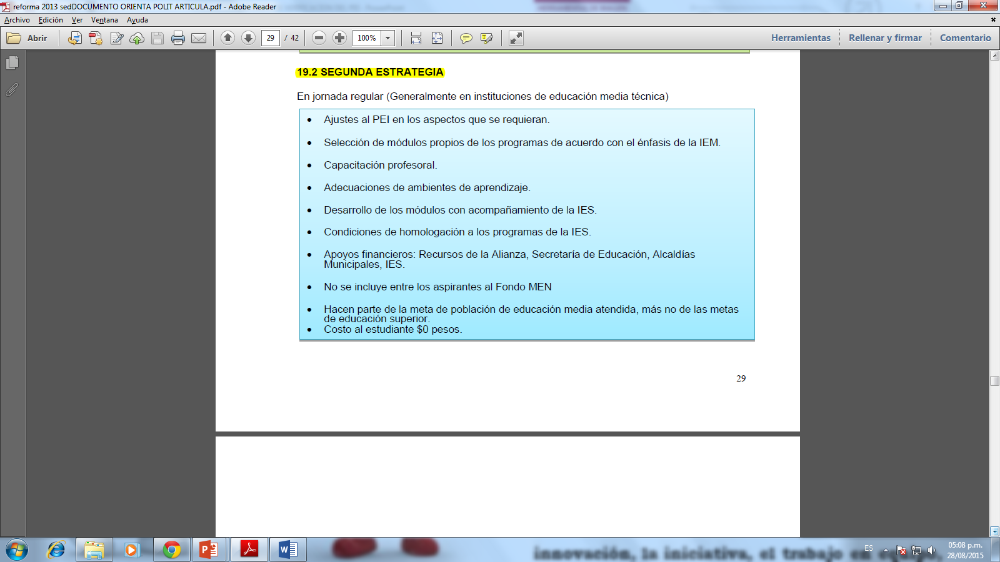 reforma 2013 sedDOCUMENTO ORIENTA POLIT ARTICULA.pdf - Adobe Reader
Archivo Edición Ver Ventana Ayuda
Abrir 29 / 42 100% Herramientas Rellenar y firmar Comentario
19.2 SEGUNDA ESTRATEGIA
En jornada regular (Generalmente en instituciones de educación media técnica)
• Ajustes al PEI en los aspectos que se requieran.
• Selección de módulos propios de los programas de acuerdo con el énfasis de la IEM.
• Capacitación profesoral.
• Adecuaciones de ambientes de aprendizaje.
• Desarrollo de los módulos con acompañamiento de la IES.
• Condiciones de homologación a los programas de la IES.
• Apoyos financieros: Recursos de la Alianza, Secretaría de Educación, Alcaldías
Municipales, IES.
• No se incluye entre los aspirantes al Fondo MEN
• Hacen parte de la meta de población de educación media atendida, más no de las metas
de educación superior.
• Costo al estudiante $0 pesos.
29
innovación, la iniciativa, el trabajo en equipo,
ES
05:08 p.m.
28/08/2015